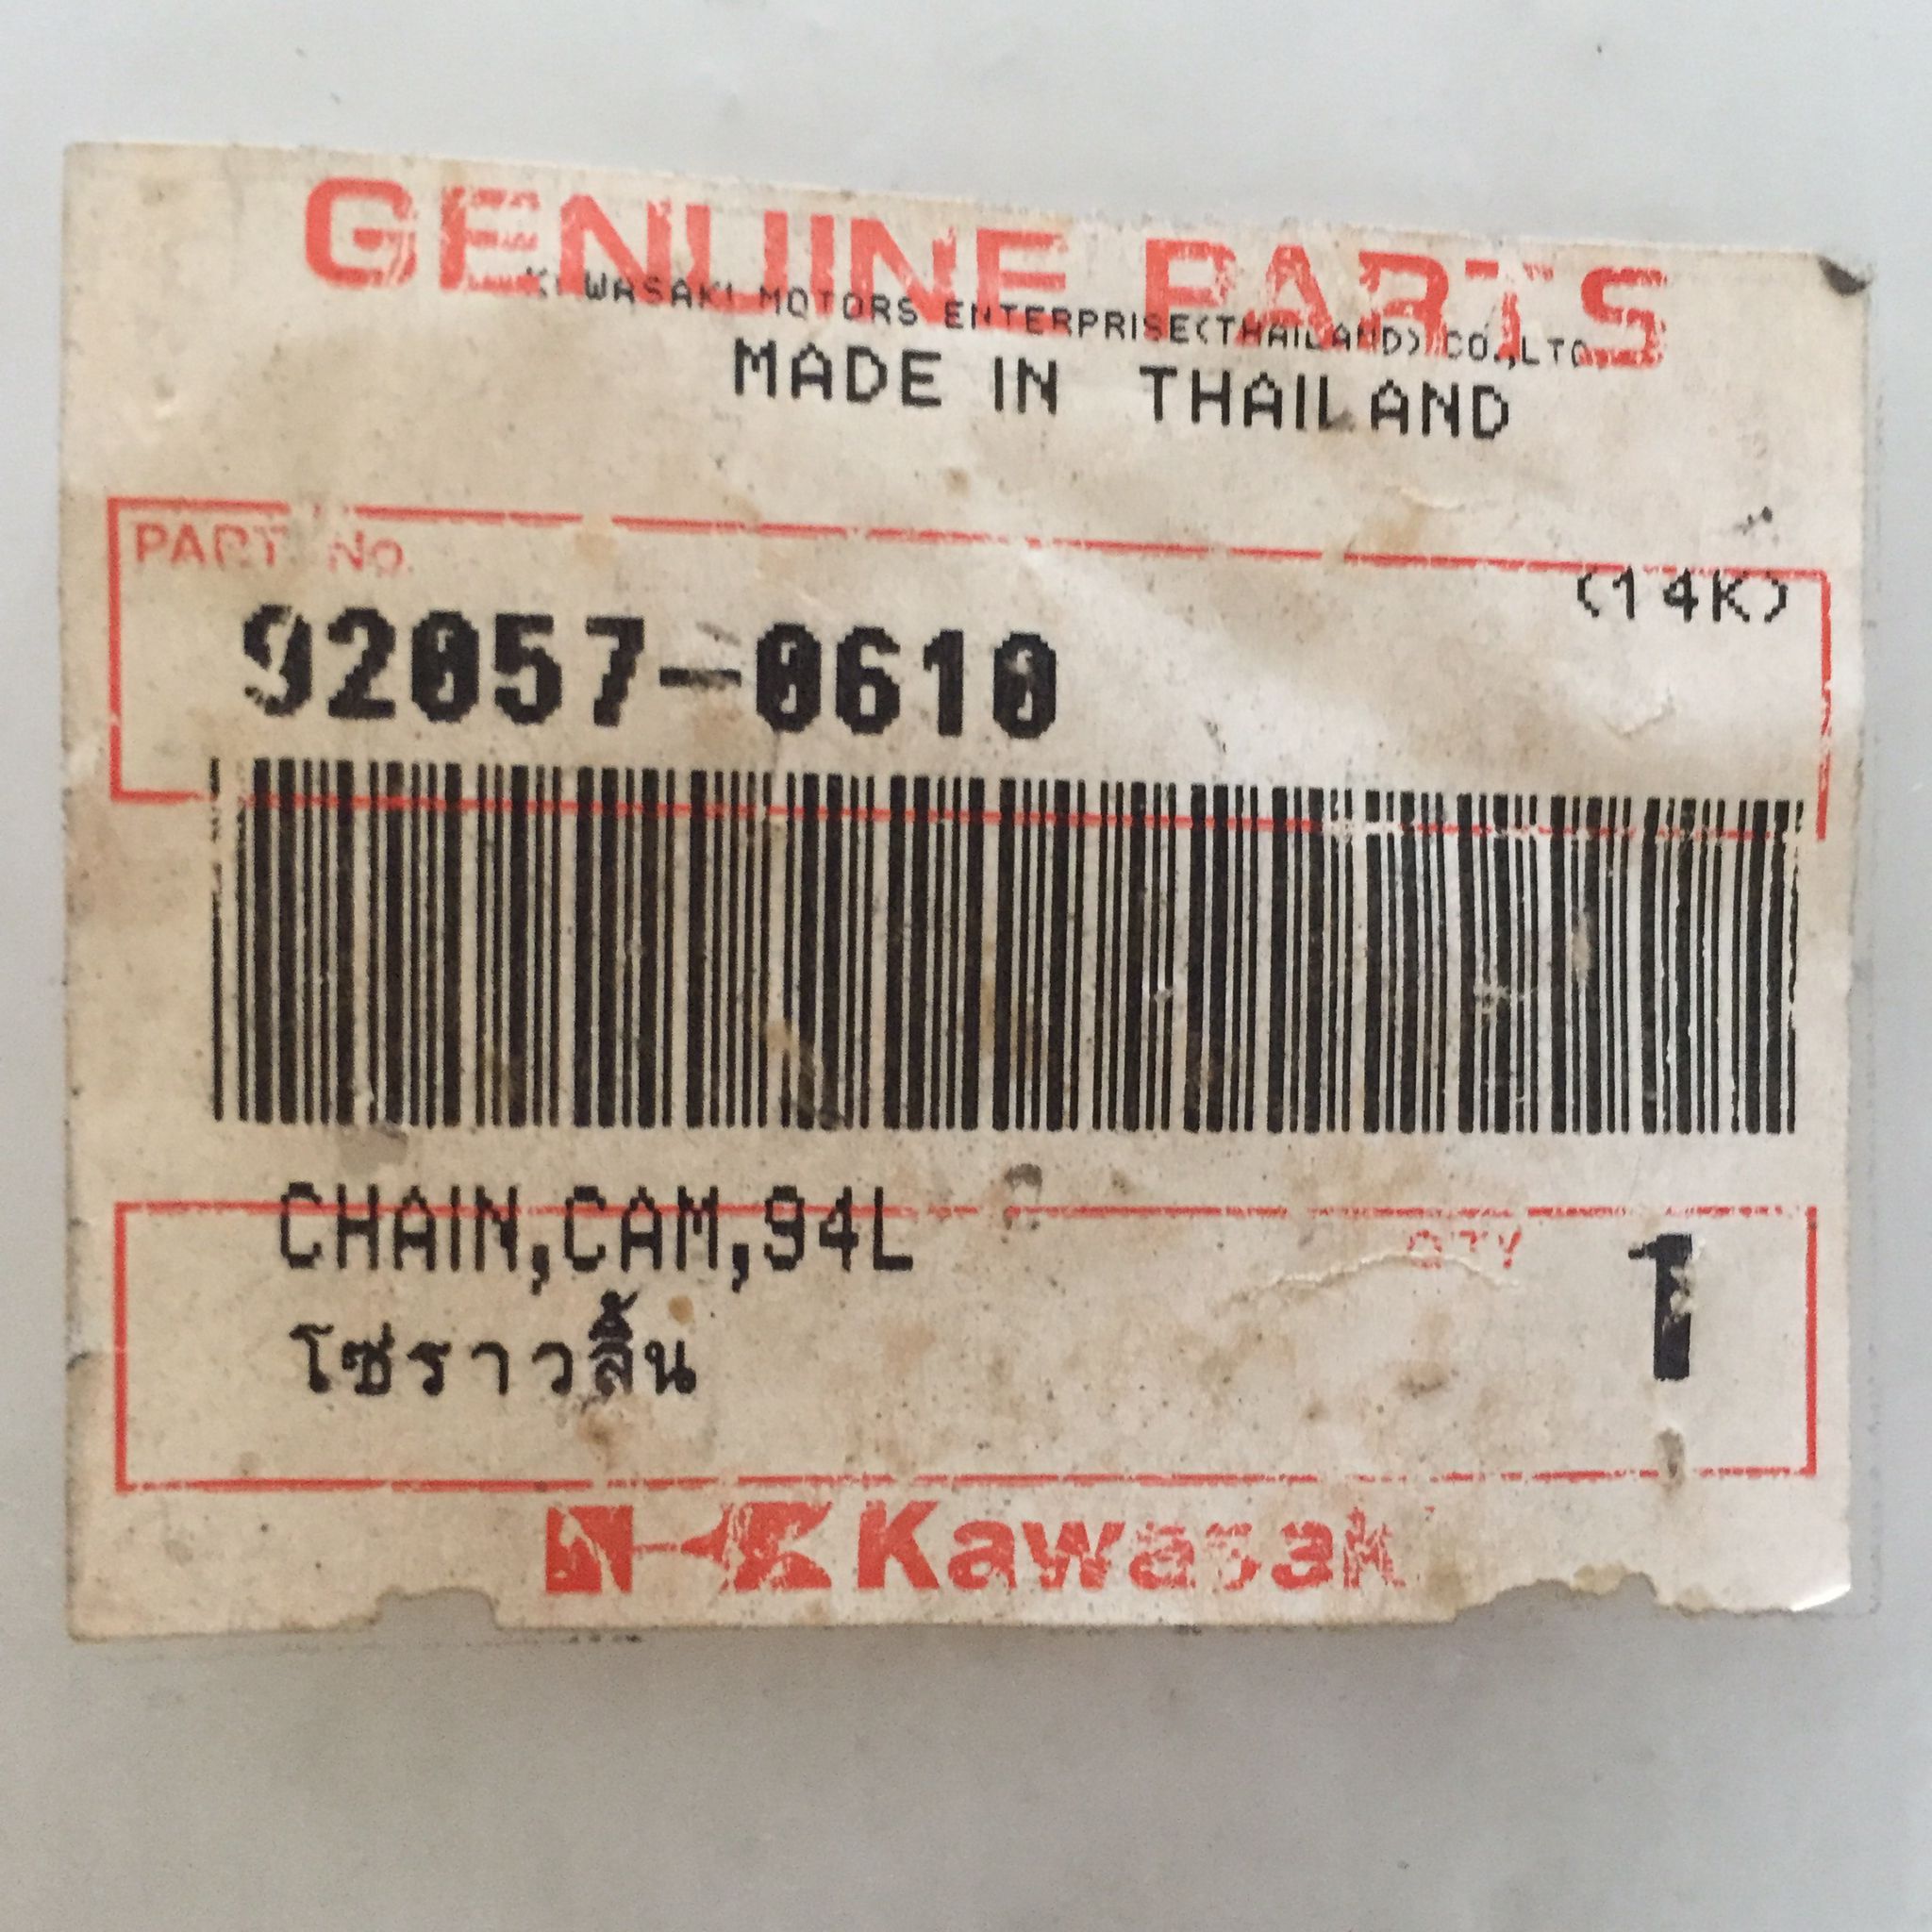 GENUINE PARTS
KAWASAKI MOTORS ENTERPRISE(THAILAND) CO.,LTD.
MADE IN THAILAND
PART No.
(14K)
92057-0610
CHAIN,CAM,94L
QTY
1
โซ่ราวลิ้น
Kawasaki